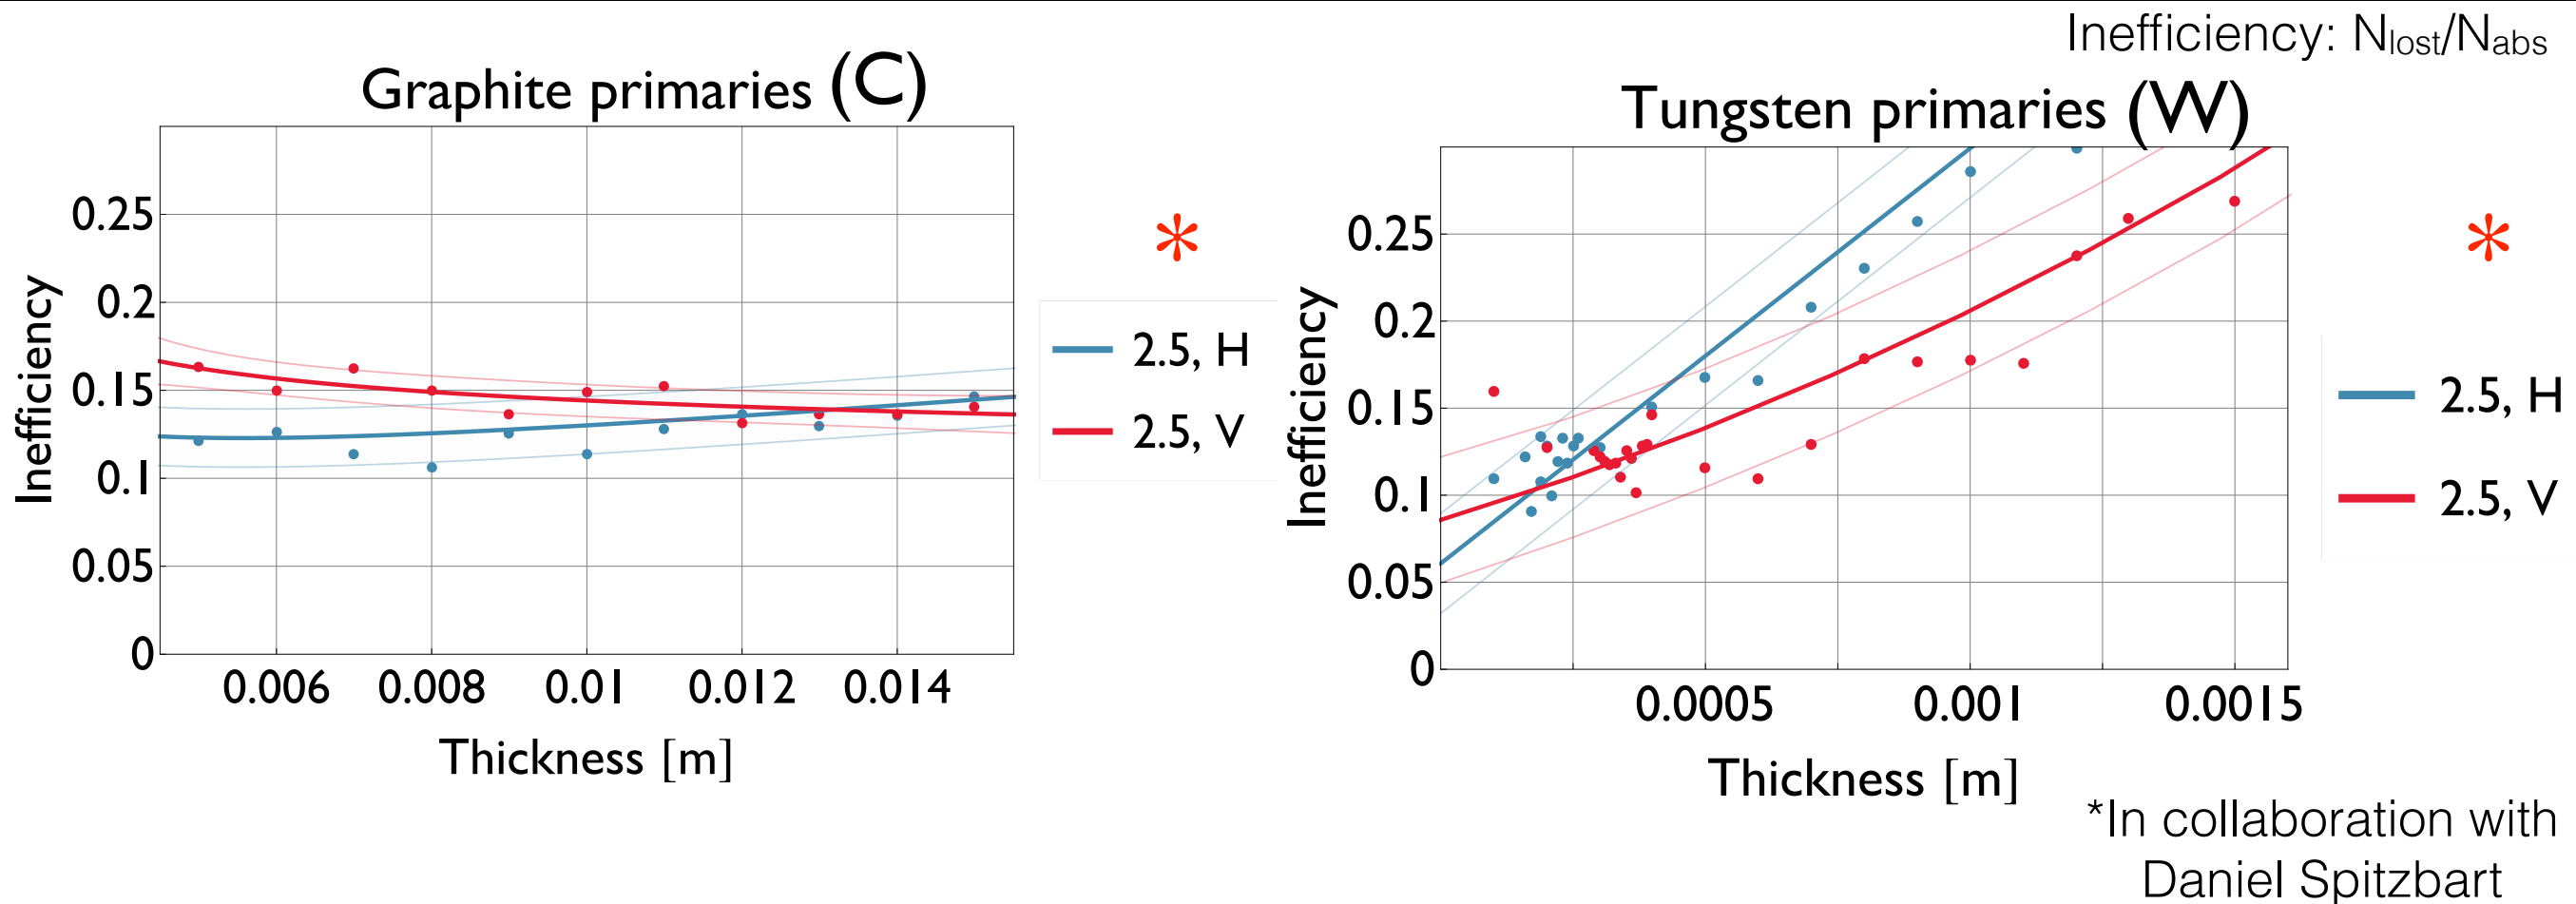 Inefficiency: Nlost/Nabs
Graphite primaries (C)
Inefficiency
0.25
0.2
0.15
0.1
0.05
0
0.006 0.008 0.01 0.012 0.014
Thickness [m]
*
2.5, H
2.5, V
Tungsten primaries (W)
Inefficiency
0.25
0.2
0.15
0.1
0.05
0
0.0005 0.001 0.0015
Thickness [m]
*
2.5, H
2.5, V
*In collaboration with
Daniel Spitzbart